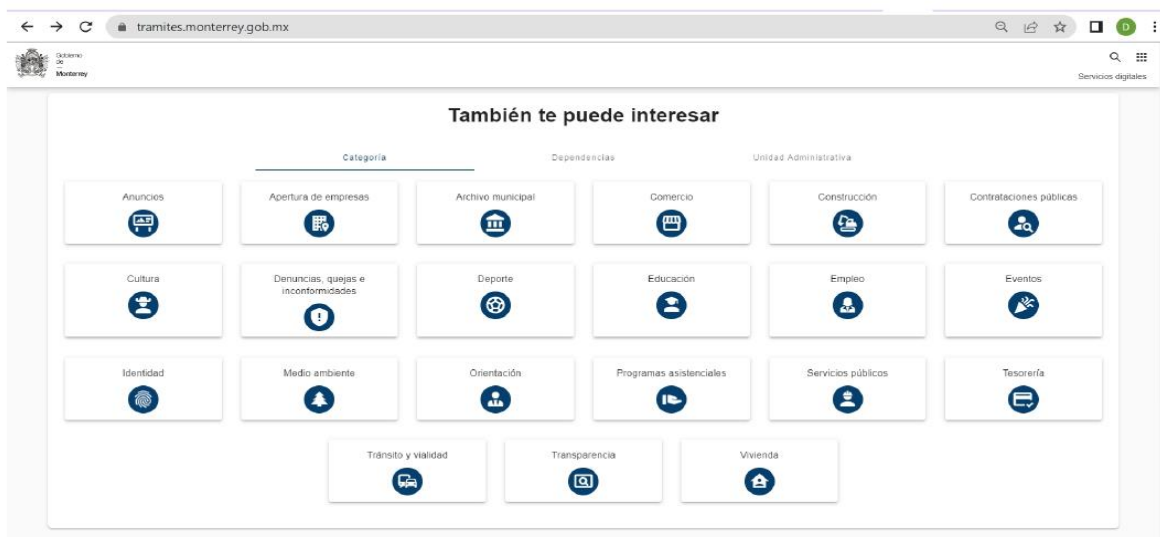 tramites.monterrey.gob.mx
D
Gobierno
de
Monterrey
Servicios digitales
También te puede interesar
Categoría
Dependencias
Unidad Administrativa
Anuncios
Apertura de empresas
Archivo municipal
Comercio
Construcción
Contrataciones públicas
Cultura
Denuncias, quejas e
inconformidades
Deporte
Educación
Empleo
Eventos
Identidad
Medio ambiente
Orientación
Programas asistenciales
Servicios públicos
Tesorería
Tránsito y vialidad
Transparencia
Vivienda